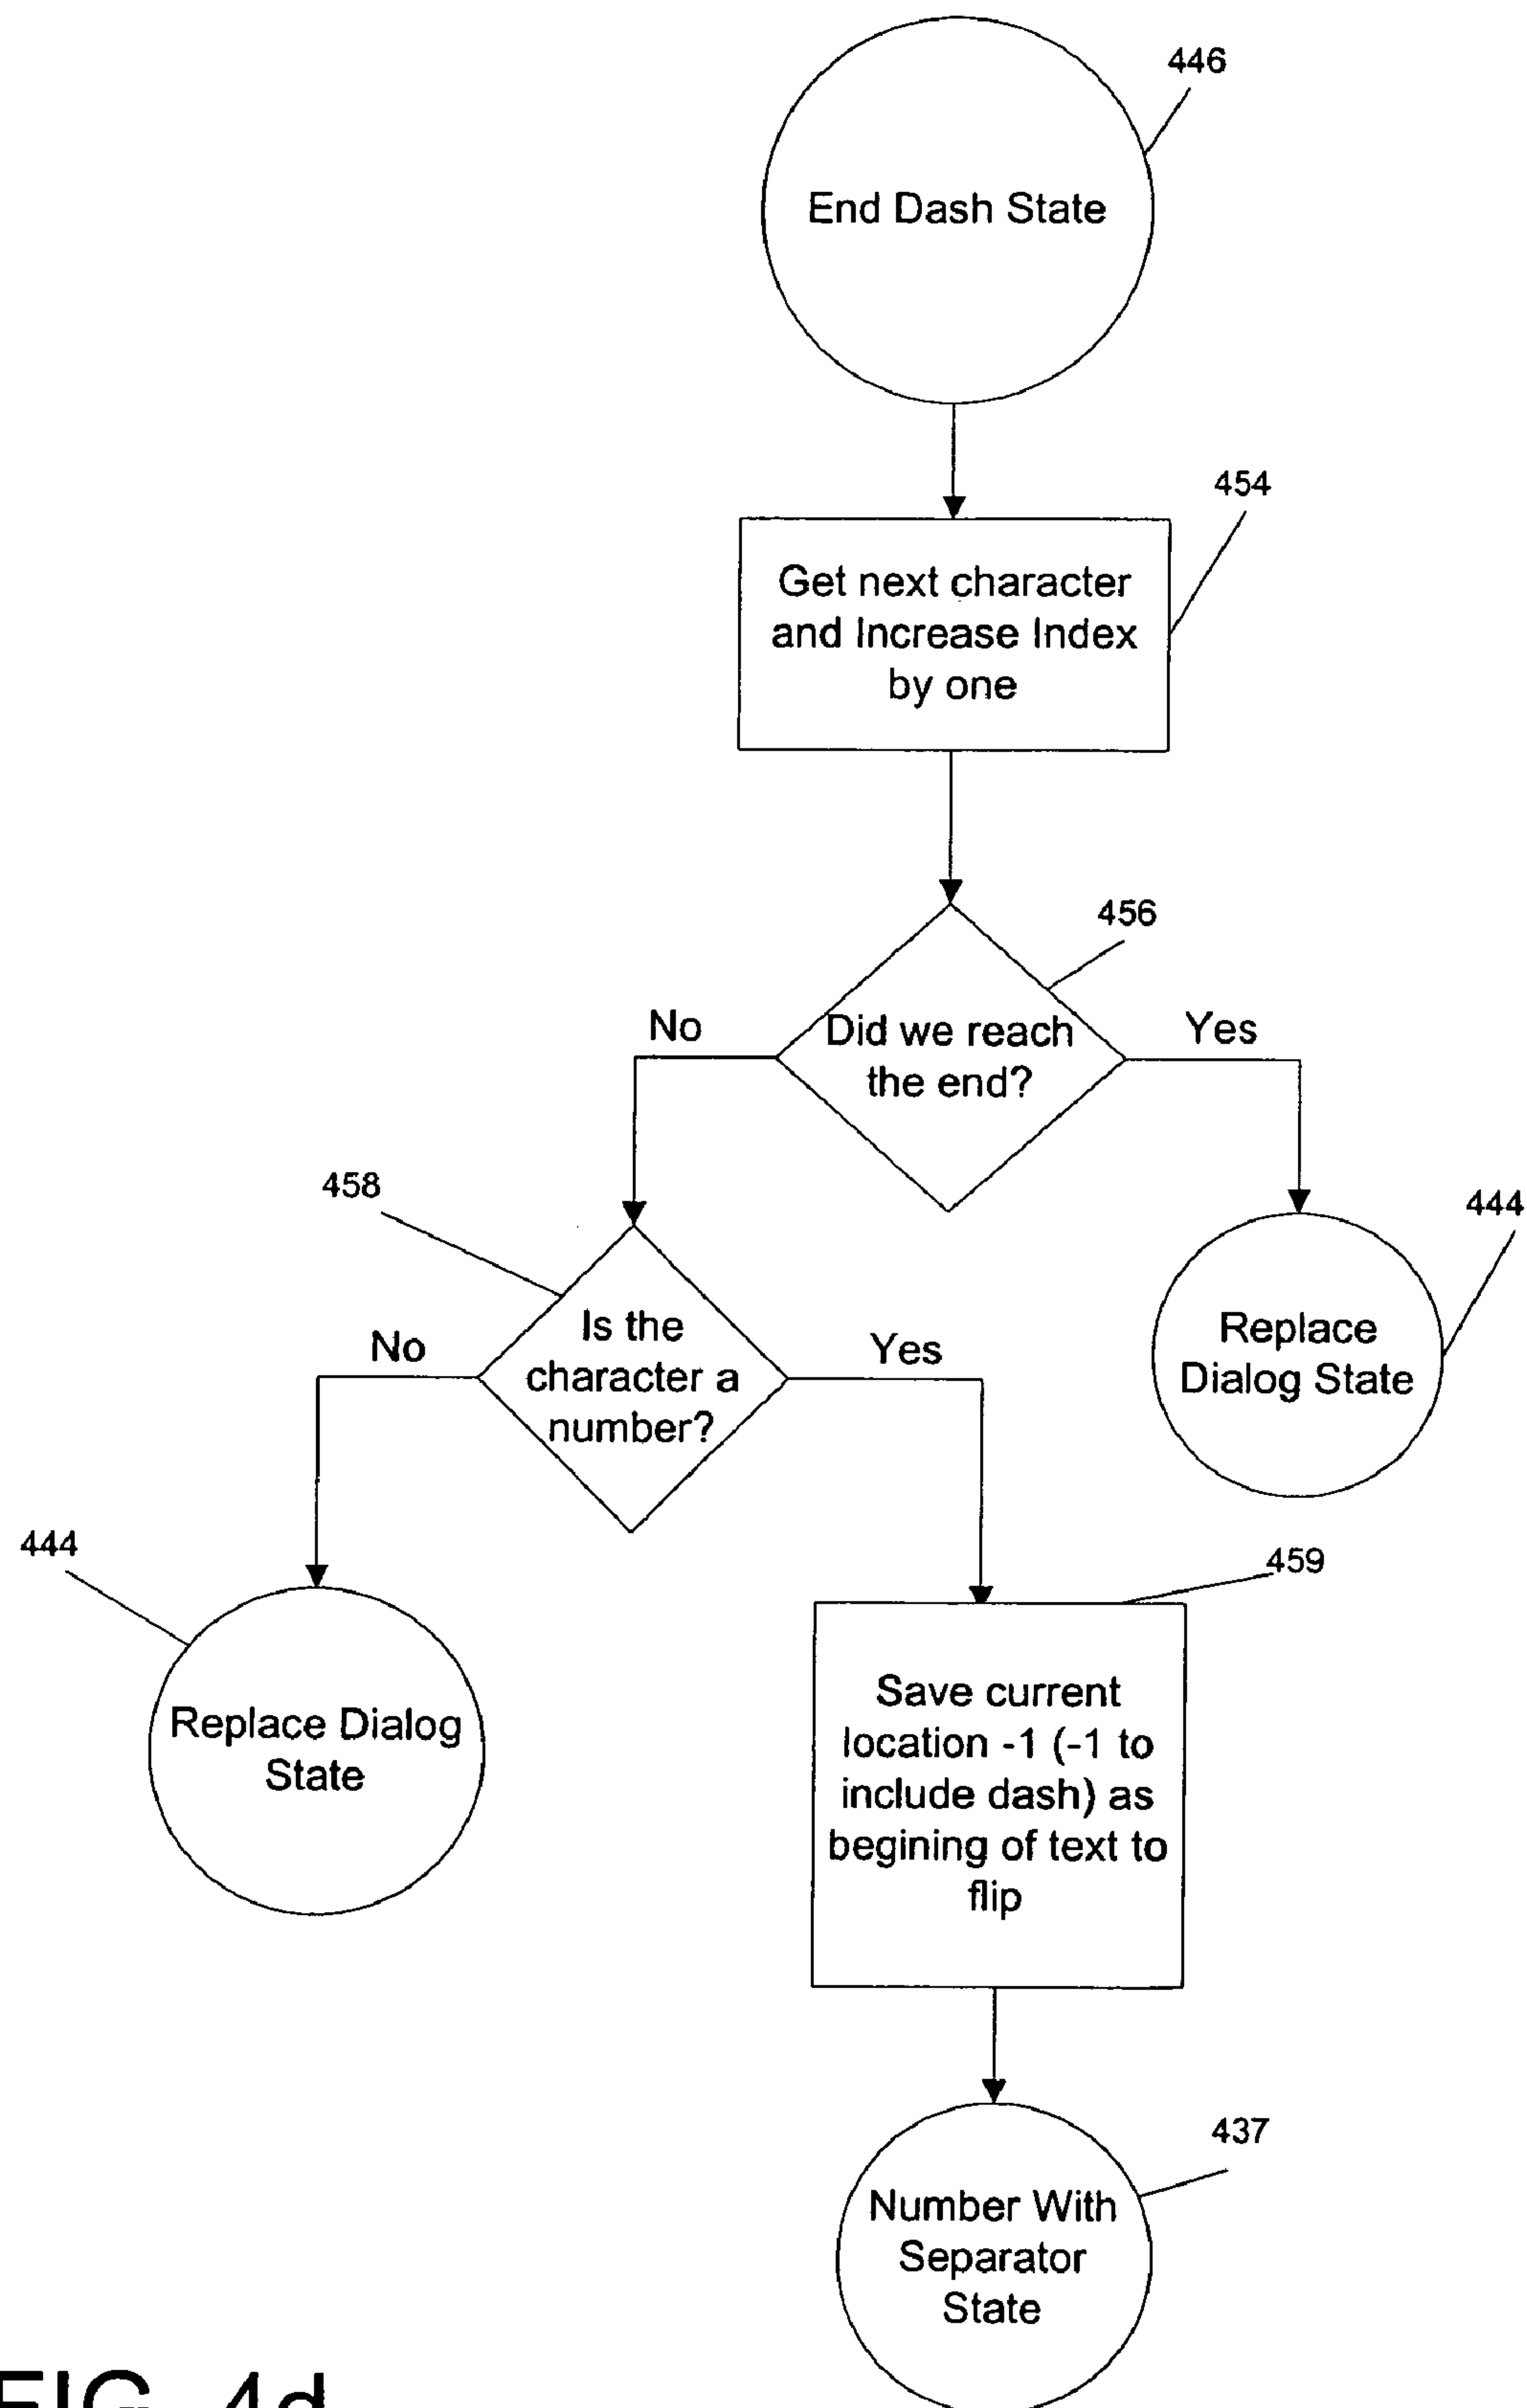 446
End Dash State
454
Get next character
and Increase Index
by one
456
No
Did we reach
the end?
Yes
458
444
No
Is the
character a
number?
Yes
Replace
Dialog State
444
459
Replace Dialog
State
Save current
location -1 (-1 to
include dash) as
begining of text to
flip
437
Number With
Separator
State
FIG. 4d